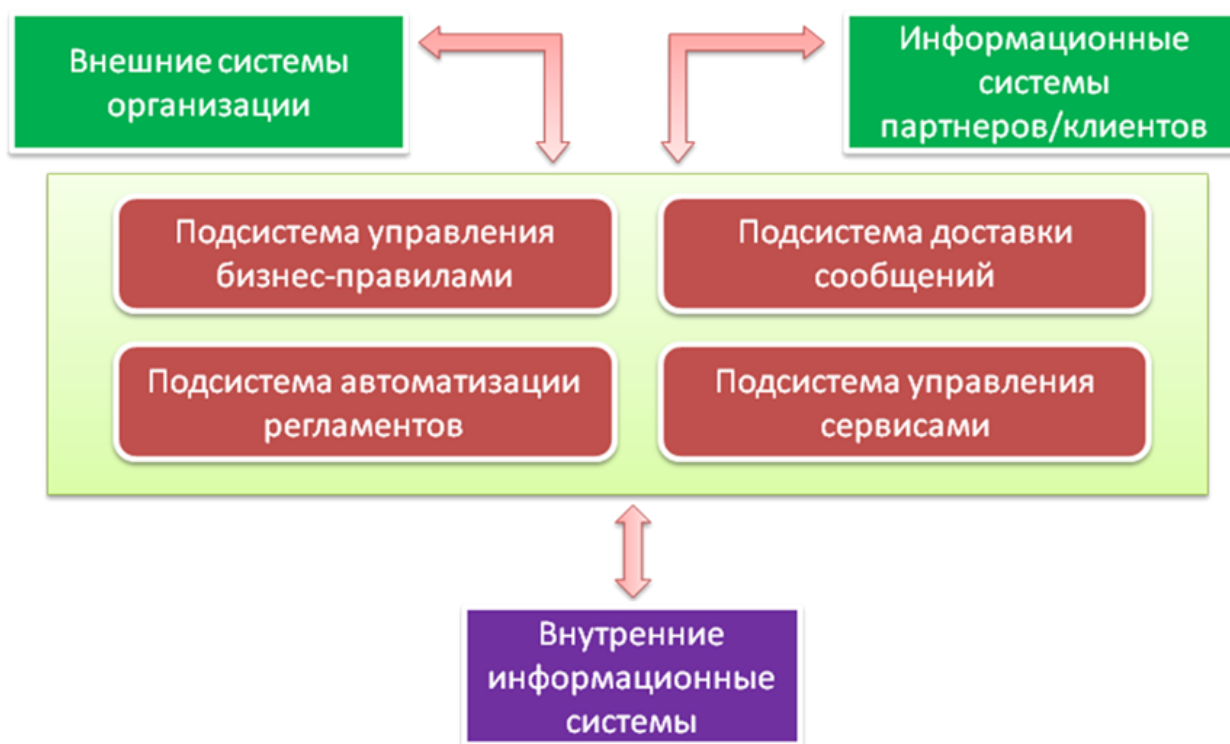 Внешние системы
организации
Информационные
системы
партнеров/клиентов
Подсистема управления
бизнес-правилами
Подсистема доставки
сообщений
Подсистема автоматизации
регламентов
Подсистема управления
сервисами
Внутренние
информационные
системы